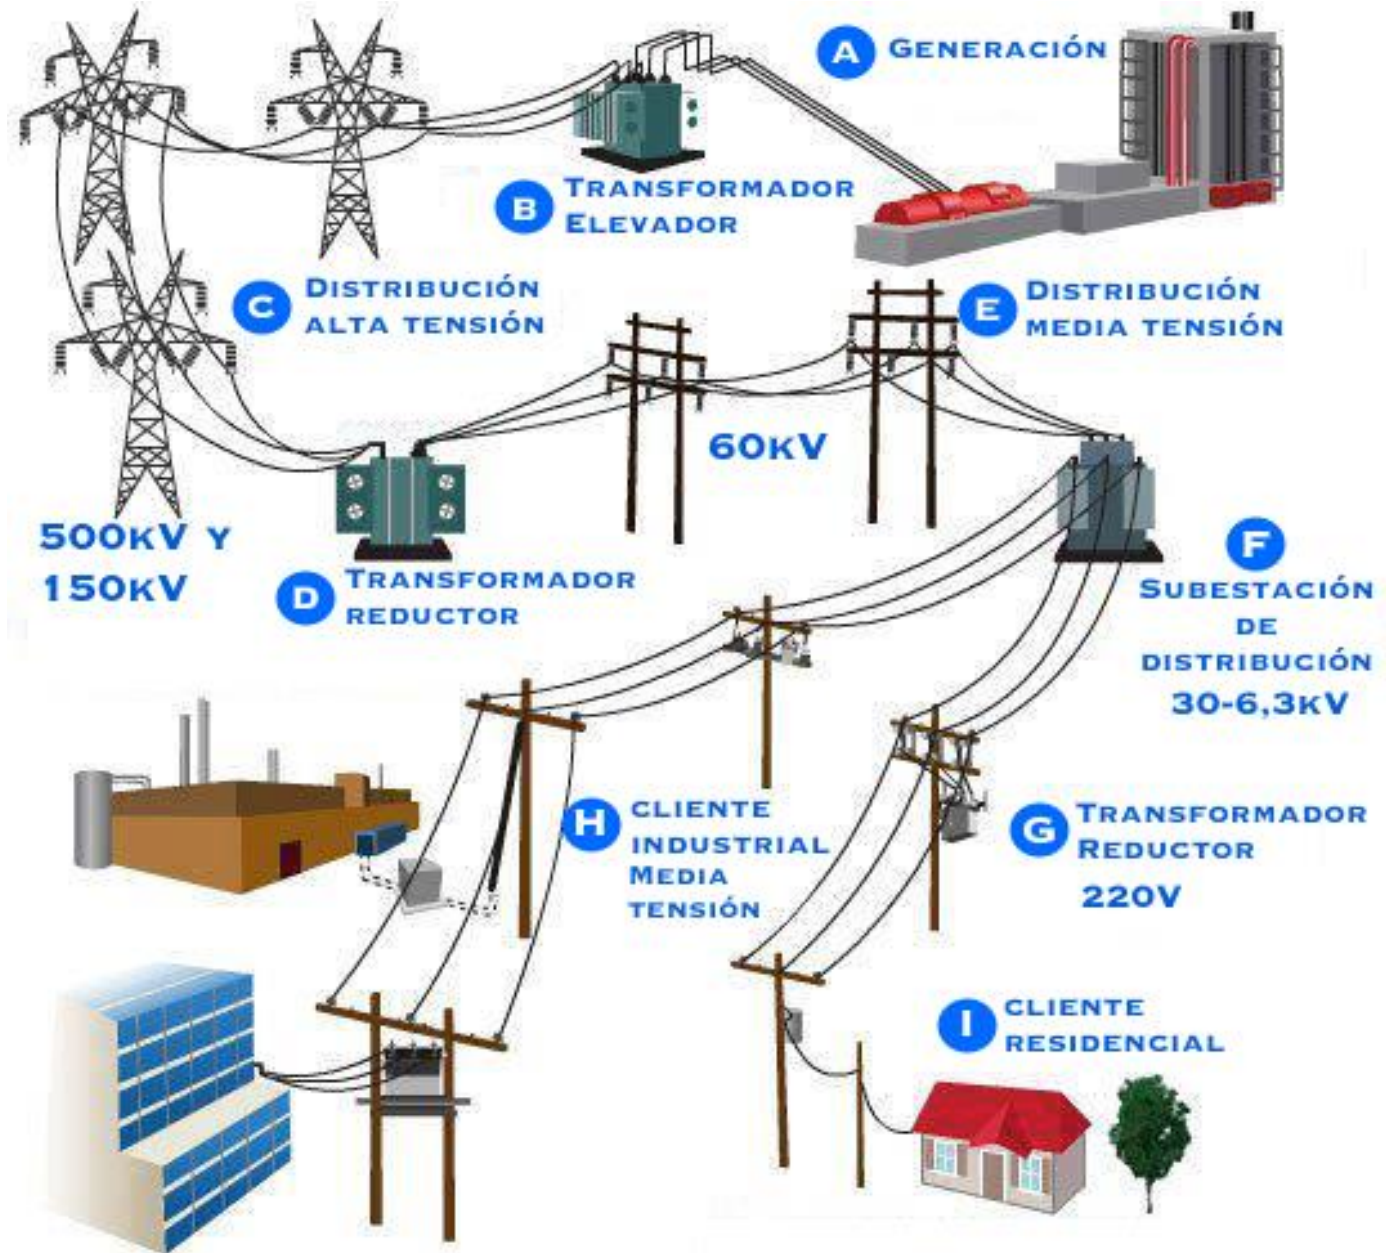 A GENERACIÓN
B TRANSFORMADOR
ELEVADOR
C DISTRIBUCIÓN
ALTA TENSIÓN
E DISTRIBUCIÓN
MEDIA TENSIÓN
60KV
500KV Y
150KV
D TRANSFORMADOR
REDUCTOR
F
SUBESTACIÓN
DE
DISTRIBUCIÓN
30-6,3KV
H CLIENTE
INDUSTRIAL
MEDIA
TENSIÓN
G TRANSFORMADOR
REDUCTOR
220V
I CLIENTE
RESIDENCIAL